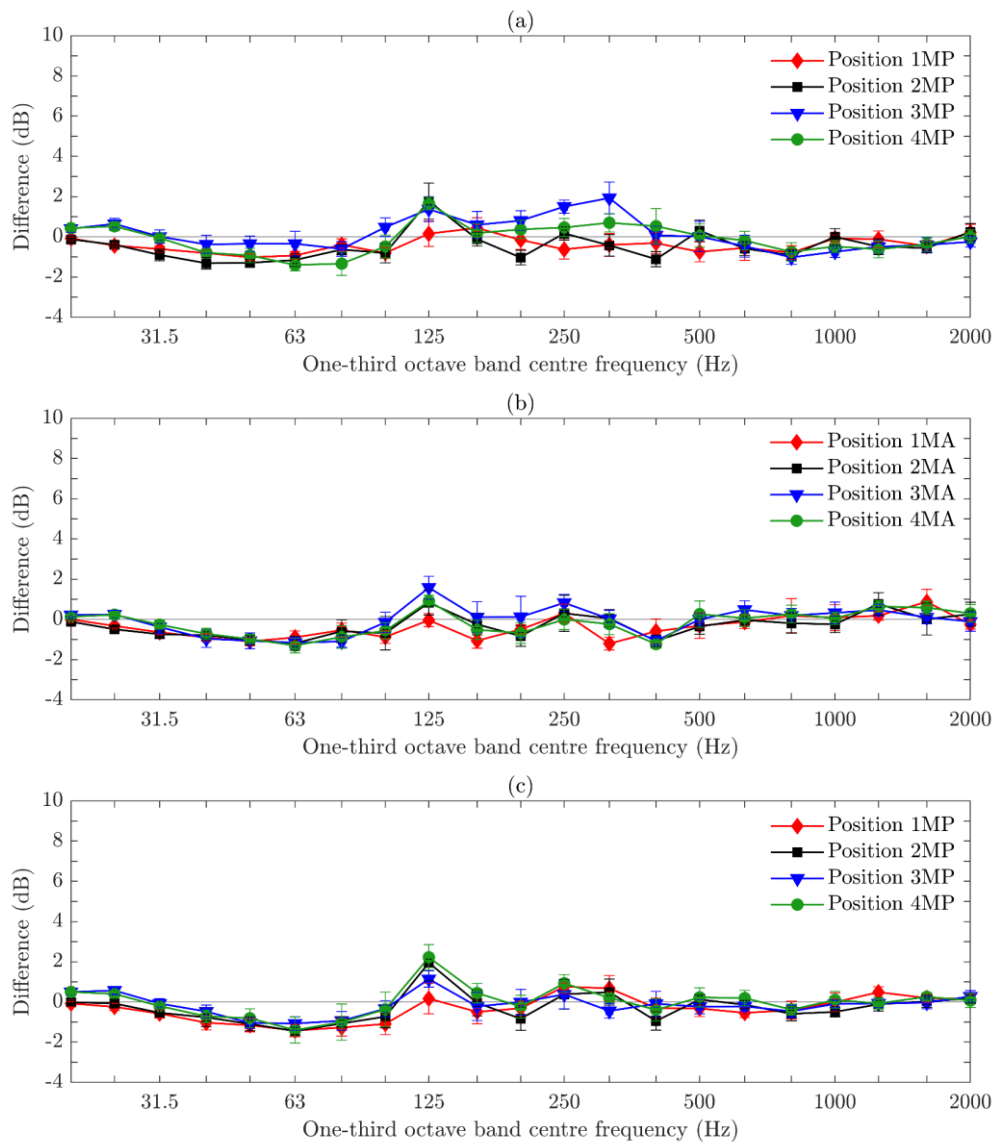 (a)
10
8
6
4
2
0
-2
-4
Difference (dB)
Position 1MP
Position 2MP
Position 3MP
Position 4MP
31.5 63 125 250 500 1000 2000
One-third octave band centre frequency (Hz)
(b)
10
8
6
4
2
0
-2
-4
Difference (dB)
Position 1MA
Position 2MA
Position 3MA
Position 4MA
31.5 63 125 250 500 1000 2000
One-third octave band centre frequency (Hz)
(c)
10
8
6
4
2
0
-2
-4
Difference (dB)
Position 1MP
Position 2MP
Position 3MP
Position 4MP
31.5 63 125 250 500 1000 2000
One-third octave band centre frequency (Hz)